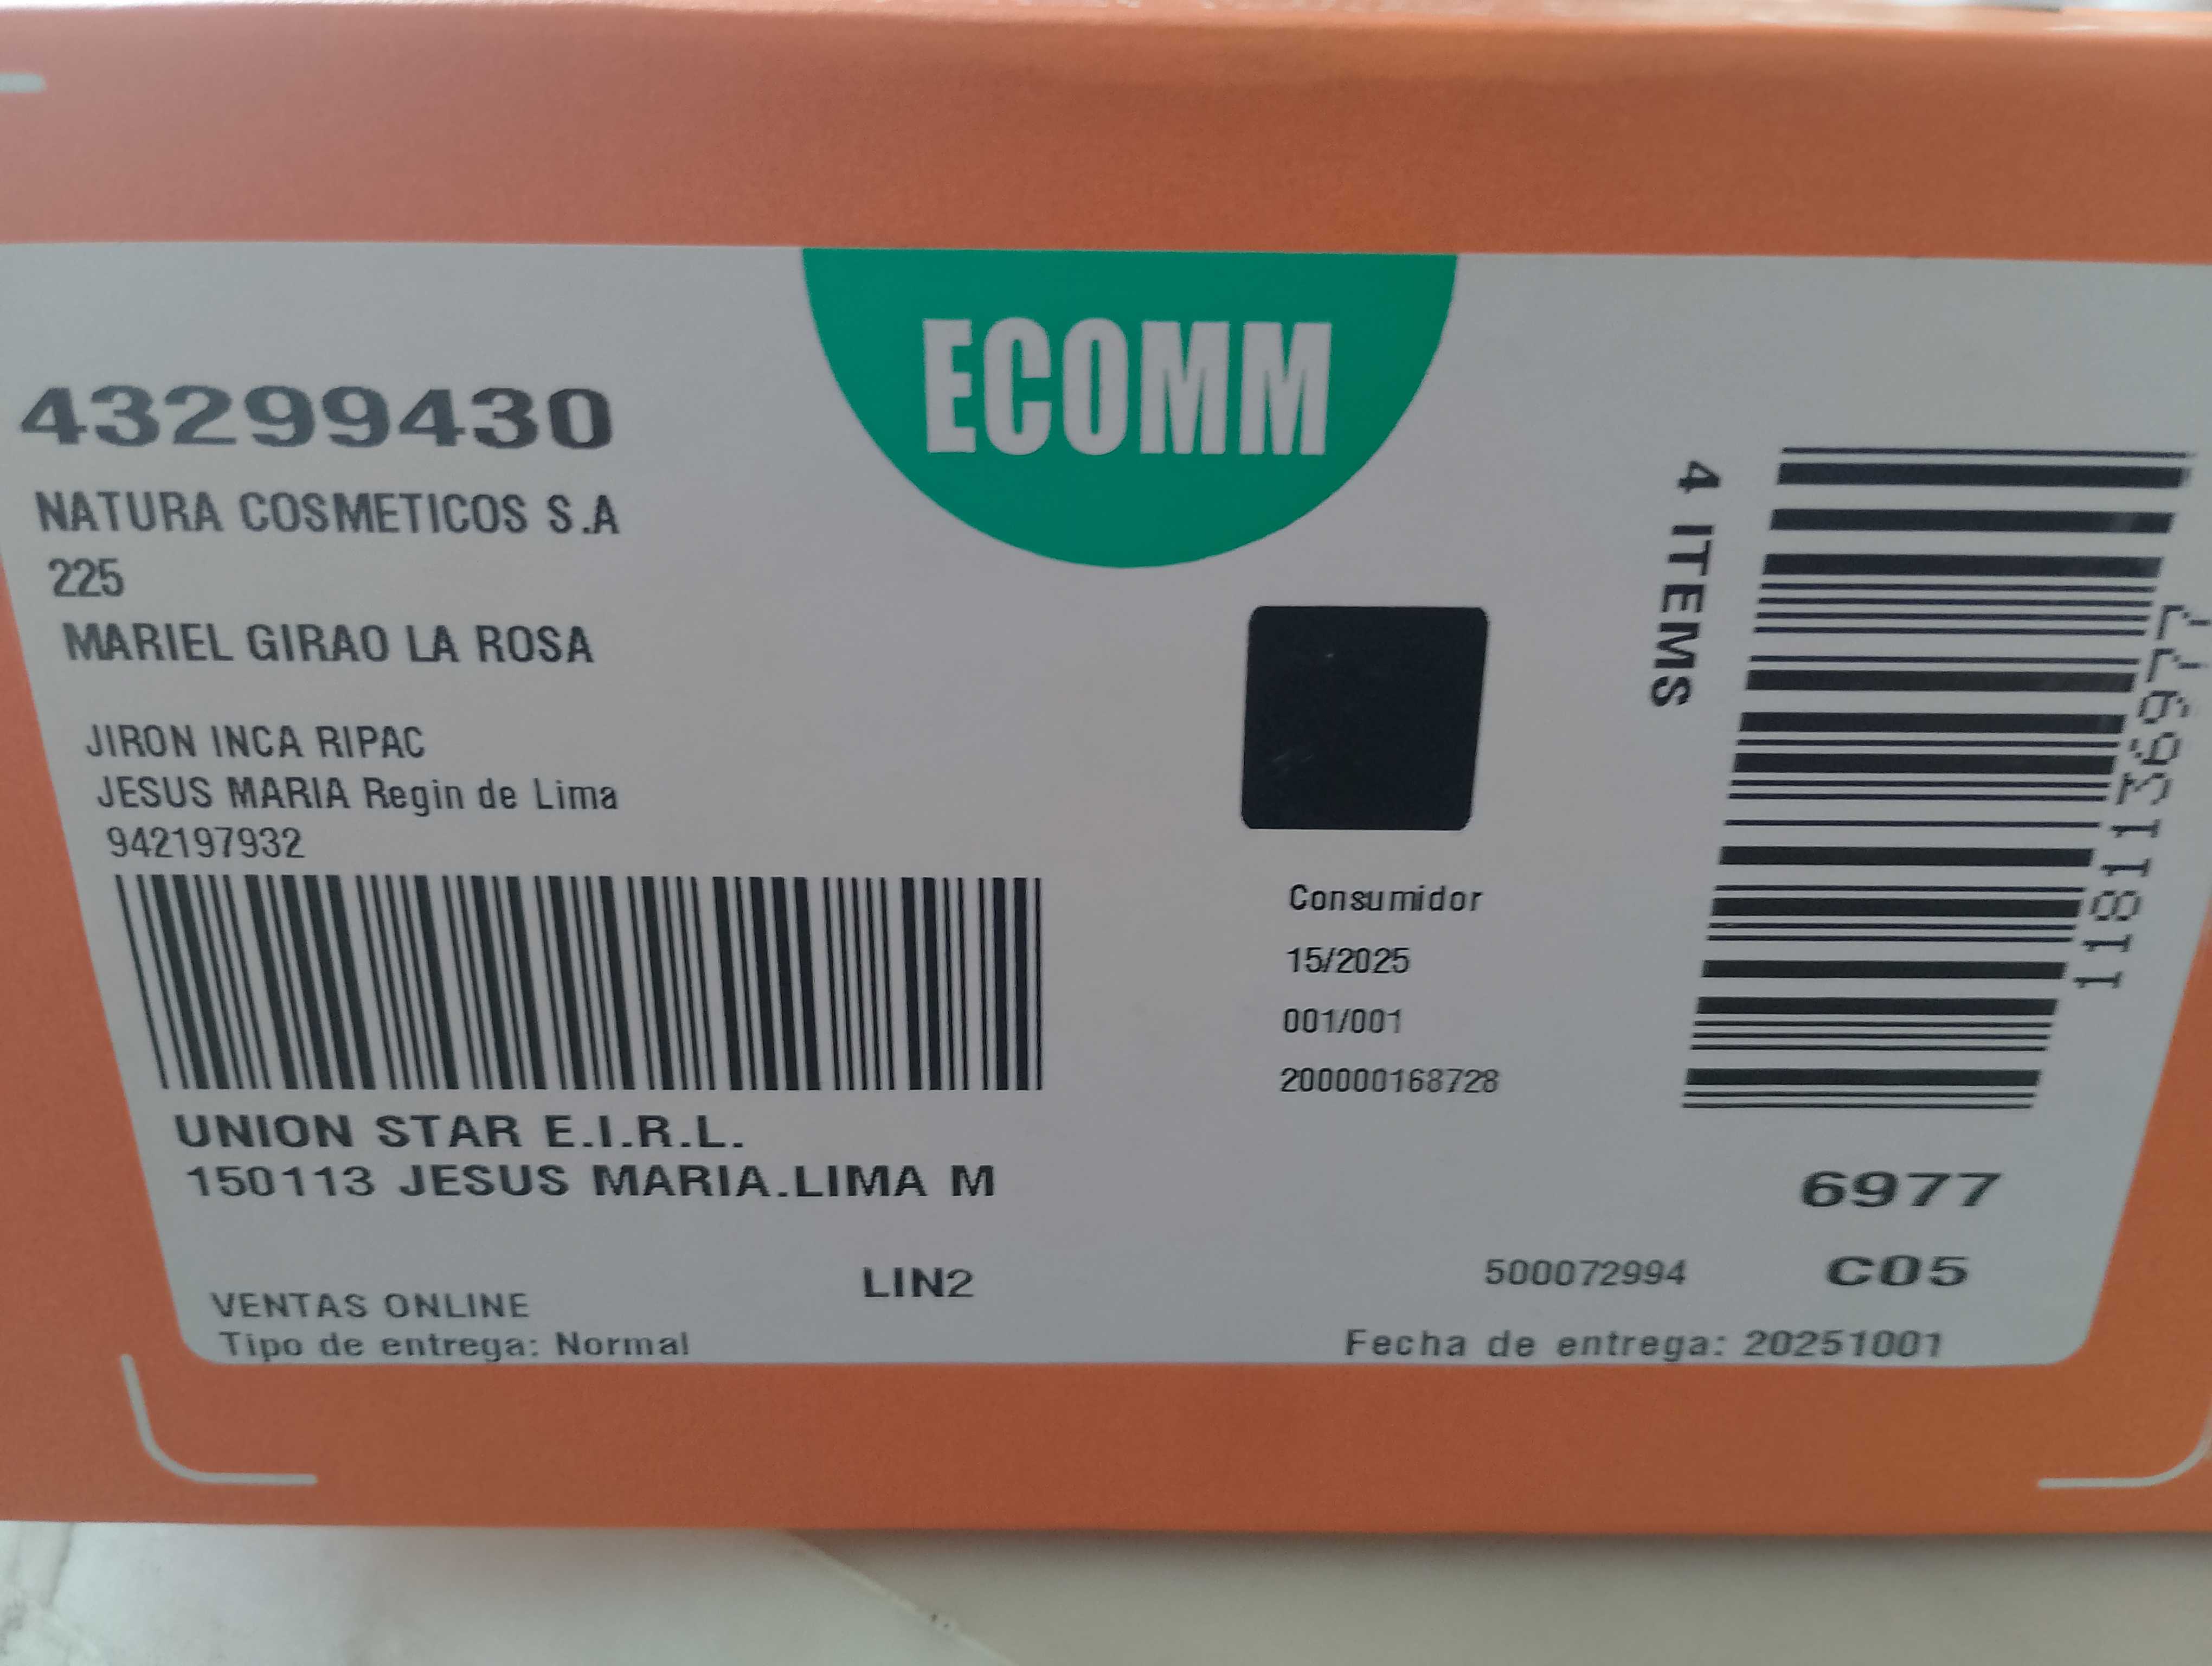 ECOMM
43299430
NATURA COSMETICOS S.A
225
MARIEL GIRAO LA ROSA
JIRON INCA RIPAC
JESUS MARIA Regin de Lima
942197932
UNION STAR E.I.R.L.
150113 JESUS MARIA.LIMA M
VENTAS ONLINE
Tipo de entrega: Normal
LIN2
Consumidor
15/2025
001/001
200000168728
4 ITEMS
1181136977
6977
500072994 C05
Fecha de entrega: 20251001